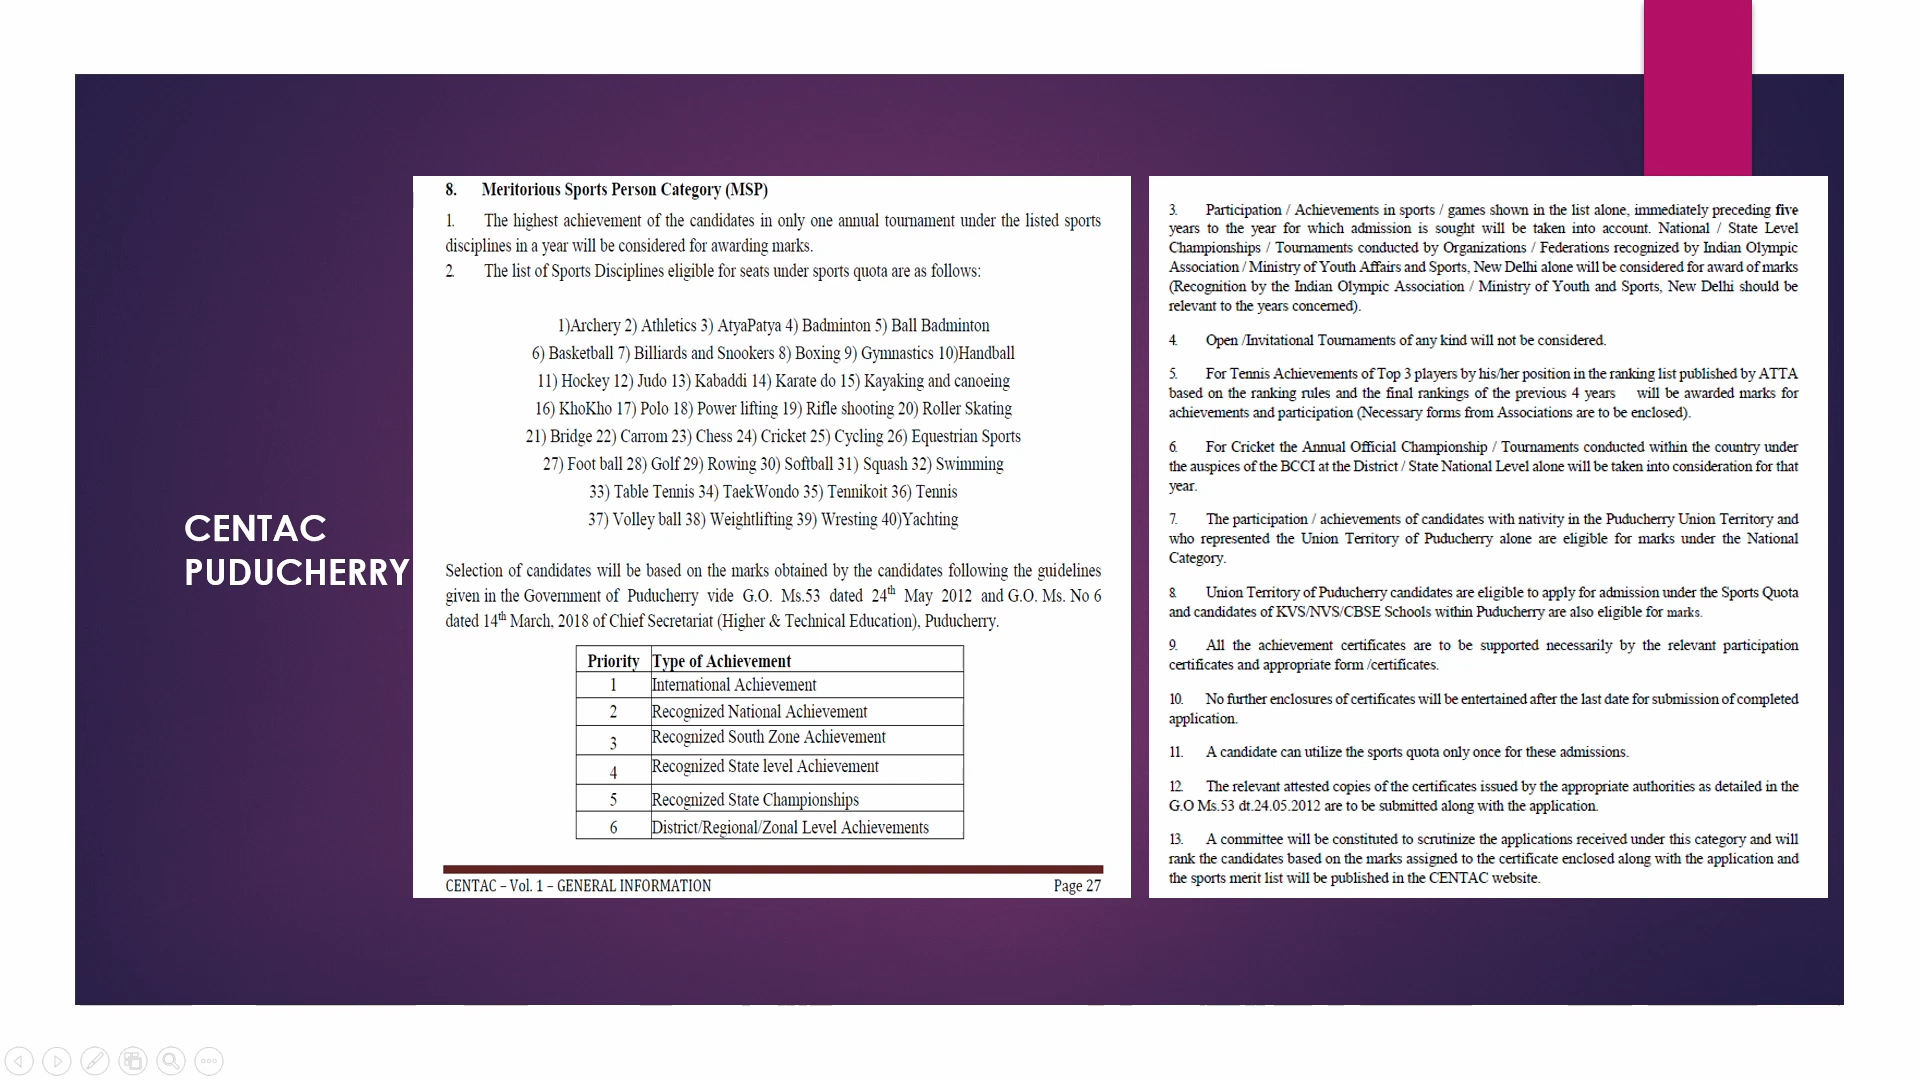 CENTAC
PUDUCHERRY
8. Meritorious Sports Person Category (MSP)
1. The highest achievement of the candidates in only one annual tournament under the listed sports
disciplines in a year will be considered for awarding marks.
2. The list of Sports Disciplines eligible for seats under sports quota are as follows:
1)Archery 2) Athletics 3) AtyaPatya 4) Badminton 5) Ball Badminton
6) Basketball 7) Billiards and Snookers 8) Boxing 9) Gymnastics 10)Handball
11) Hockey 12) Judo 13) Kabaddi 14) Karate do 15) Kayaking and canoeing
16) KhoKho 17) Polo 18) Power lifting 19) Rifle shooting 20) Roller Skating
21) Bridge 22) Carrom 23) Chess 24) Cricket 25) Cycling 26) Equestrian Sports
27) Foot ball 28) Golf 29) Rowing 30) Softball 31) Squash 32) Swimming
33) Table Tennis 34) TaekWondo 35) Tennikoit 36) Tennis
37) Volley ball 38) Weightlifting 39) Wresting 40)Yachting
Selection of candidates will be based on the marks obtained by the candidates following the guidelines
given in the Government of Puducherry vide G.O. Ms.53 dated 24th May 2012 and G.O. Ms. No 6
dated 14th March, 2018 of Chief Secretariat (Higher & Technical Education), Puducherry.
Priority Type of Achievement
1 International Achievement
2 Recognized National Achievement
3 Recognized South Zone Achievement
4 Recognized State level Achievement
5 Recognized State Championships
6 District/Regional/Zonal Level Achievements
CENTAC – Vol. 1 – GENERAL INFORMATION Page 27
3. Participation / Achievements in sports / games shown in the list alone, immediately preceding five
years to the year for which admission is sought will be taken into account. National / State Level
Championships / Tournaments conducted by Organizations / Federations recognized by Indian Olympic
Association / Ministry of Youth Affairs and Sports, New Delhi alone will be considered for award of marks
(Recognition by the Indian Olympic Association / Ministry of Youth and Sports, New Delhi should be
relevant to the years concerned).
4. Open /Invitational Tournaments of any kind will not be considered.
5. For Tennis Achievements of Top 3 players by his/her position in the ranking list published by ATTA
based on the ranking rules and the final rankings of the previous 4 years will be awarded marks for
achievements and participation (Necessary forms from Associations are to be enclosed).
6. For Cricket the Annual Official Championship / Tournaments conducted within the country under
the auspices of the BCCI at the District / State National Level alone will be taken into consideration for that
year.
7. The participation / achievements of candidates with nativity in the Puducherry Union Territory and
who represented the Union Territory of Puducherry alone are eligible for marks under the National
Category.
8. Union Territory of Puducherry candidates are eligible to apply for admission under the Sports Quota
and candidates of KVS/NVS/CBSE Schools within Puducherry are also eligible for marks.
9. All the achievement certificates are to be supported necessarily by the relevant participation
certificates and appropriate form /certificates.
10. No further enclosures of certificates will be entertained after the last date for submission of completed
application.
11. A candidate can utilize the sports quota only once for these admissions.
12. The relevant attested copies of the certificates issued by the appropriate authorities as detailed in the
G.O Ms.53 dt.24.05.2012 are to be submitted along with the application.
13. A committee will be constituted to scrutinize the applications received under this category and will
rank the candidates based on the marks assigned to the certificate enclosed along with the application and
the sports merit list will be published in the CENTAC website.